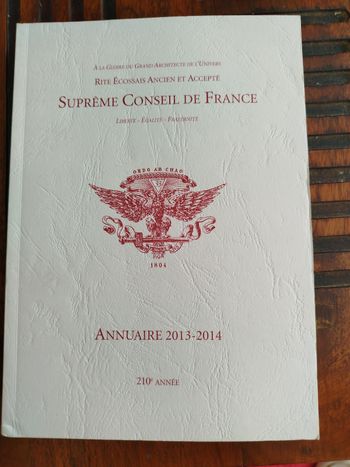 À LA GLOIRE DU GRAND ARCHITECTE DE L'UNIVERS
RITE ÉCOSSAIS ANCIEN ET ACCEPTÉ
SUPRÊME CONSEIL DE FRANCE
LIBERTÉ - ÉGALITÉ - FRATERNITÉ
ORDO AB CHAO
1804
ANNUAIRE 2013-2014
210e ANNÉE